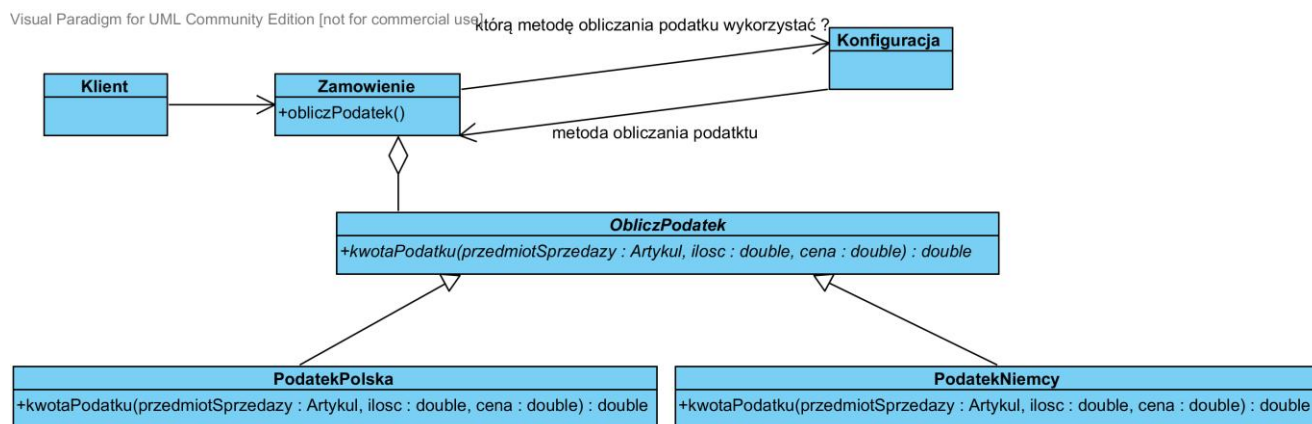 Visual Paradigm for UML Community Edition [not for commercial use]
którą metodę obliczania podatku wykorzystać ?
Konfiguracja
Klient
Zamowienie
+obliczPodatek()
metoda obliczania podatktu
ObliczPodatek
+kwotaPodatku(przedmiotSprzedazy : Artykul, ilosc : double, cena : double) : double
PodatekPolska
+kwotaPodatku(przedmiotSprzedazy : Artykul, ilosc : double, cena : double) : double
PodatekNiemcy
+kwotaPodatku(przedmiotSprzedazy : Artykul, ilosc : double, cena : double) : double